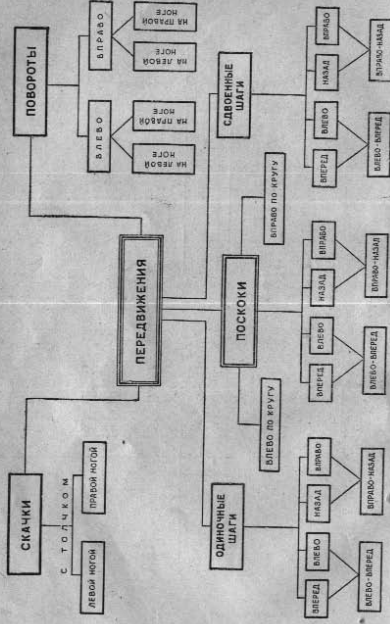 СКАЧКИ
С ТОЛЧКОМ
ЛЕВОЙ НОГОЙ
ПРАВОЙ НОГОЙ
ПЕРЕДВИЖЕНИЯ
ПОВОРОТЫ
ВЛЕВО
ВПРАВО
НА ЛЕВОЙ
НОГЕ
НА ПРАВОЙ
НОГЕ
НА ЛЕВОЙ
НОГЕ
НА ПРАВОЙ
НОГЕ
ОДИНОЧНЫЕ
ШАГИ
ВПЕРЕД
ВЛЕВО
НАЗАД
ВПРАВО
ВЛЕВО-ВПЕРЕД
ВПРАВО-НАЗАД
ПОСКОКИ
ВЛЕВО ПО КРУГУ
ВПРАВО ПО КРУГУ
ВПЕРЕД
ВЛЕВО
НАЗАД
ВПРАВО
ВЛЕВО-ВПЕРЕД
ВПРАВО-НАЗАД
СДВОЕННЫЕ
ШАГИ
ВПЕРЕД
ВЛЕВО
НАЗАД
ВПРАВО
ВЛЕВО-ВПЕРЕД
ВПРАВО-НАЗАД